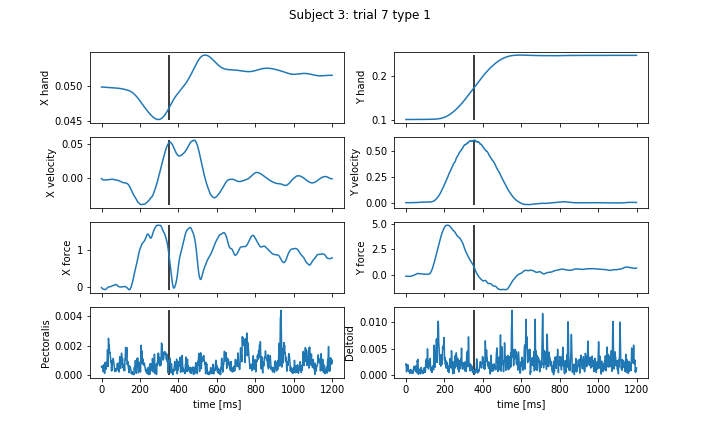 Subject 3: trial 7 type 1
X hand
0.050
0.045
Y hand
0.2
0.1
X velocity
0.05
0.00
Y velocity
0.50
0.25
0.00
X force
1
0
Y force
5.0
2.5
0.0
Pectoralis
0.004
0.002
0.000
0 200 400 600 800 1000 1200
time [ms]
Deltoid
0.010
0.005
0.000
0 200 400 600 800 1000 1200
time [ms]